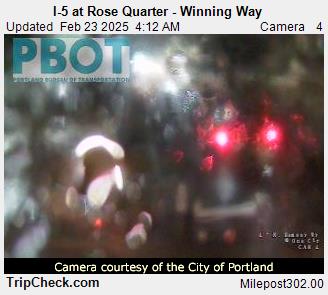 I-5 at Rose Quarter - Winning Way
Updated Feb 23 2025 4:12 AM Camera 4
PBOT
PORTLAND BUREAU OF TRANSPORTATION
Camera courtesy of the City of Portland
TripCheck.com Milepost302.00